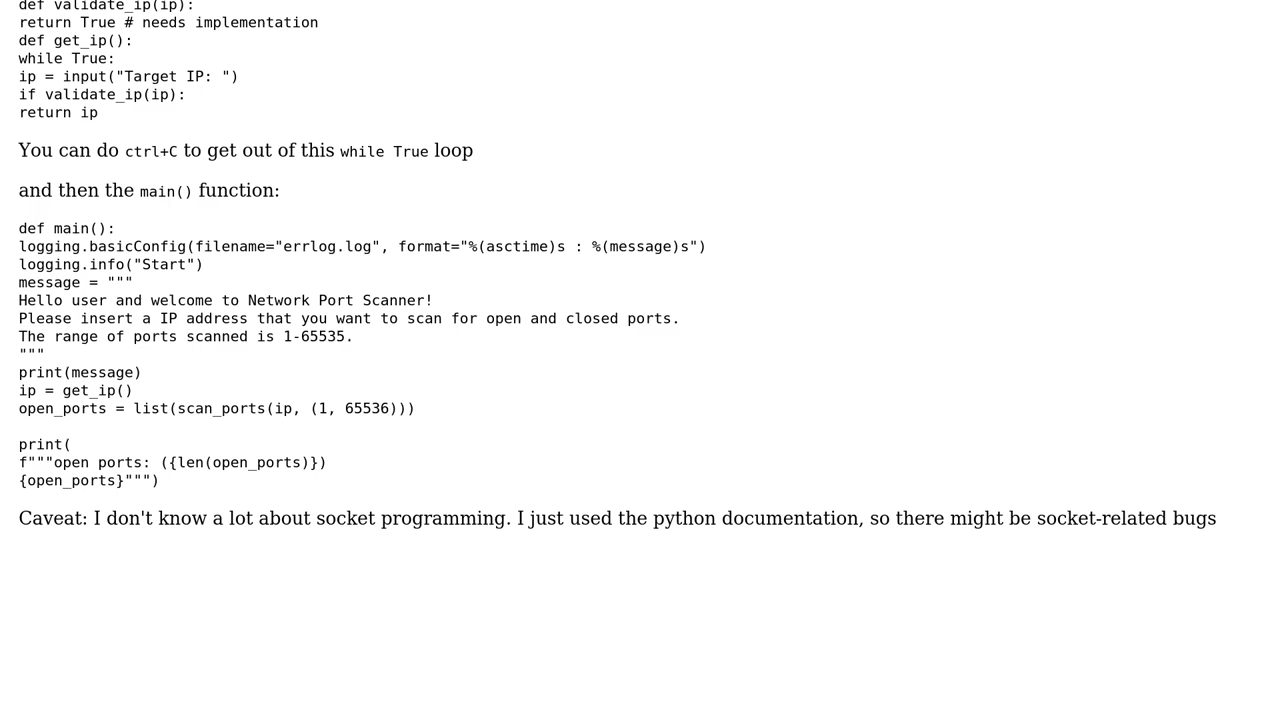 def validate_ip(ip):
return True # needs implementation
def get_ip():
while True:
ip = input("Target IP: ")
if validate_ip(ip):
return ip
You can do ctrl+C to get out of this while True loop
and then the main() function:
def main():
logging.basicConfig(filename="errlog.log", format="%(asctime)s : %(message)s")
logging.info("Start")
message = """
Hello user and welcome to Network Port Scanner!
Please insert a IP address that you want to scan for open and closed ports.
The range of ports scanned is 1-65535.
"""
print(message)
ip = get_ip()
open_ports = list(scan_ports(ip, (1, 65536)))
print(
f"""open ports: ({len(open_ports)})
{open_ports}""")
Caveat: I don't know a lot about socket programming. I just used the python documentation, so there might be socket-related bugs